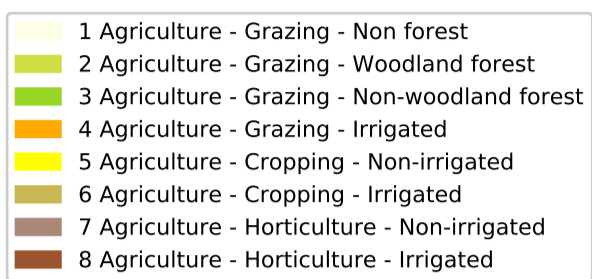 1 Agriculture - Grazing - Non forest
2 Agriculture - Grazing - Woodland forest
3 Agriculture - Grazing - Non-woodland forest
4 Agriculture - Grazing - Irrigated
5 Agriculture - Cropping - Non-irrigated
6 Agriculture - Cropping - Irrigated
7 Agriculture - Horticulture - Non-irrigated
8 Agriculture - Horticulture - Irrigated